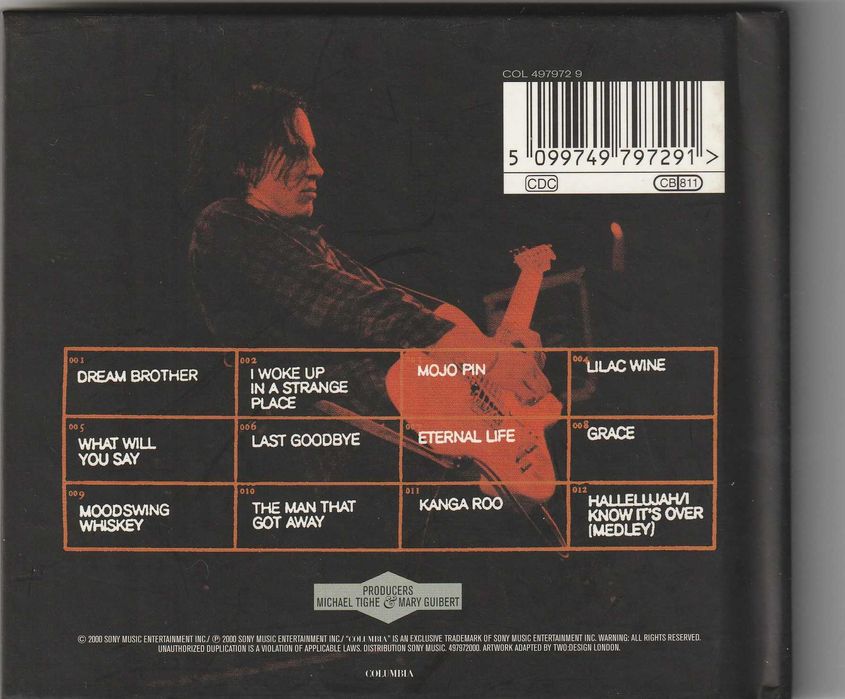 COL 497972 9
5 099749 797291 >
CDC
CB 811
001
DREAM BROTHER
002
I WOKE UP
IN A STRANGE
PLACE
MOJO PIN
004
LILAC WINE
005
WHAT WILL
YOU SAY
006
LAST GOODBYE
ETERNAL LIFE
008
GRACE
009
MOODSWING
WHISKEY
010
THE MAN THAT
GOT AWAY
011
KANGA ROO
012
HALLELUJAH/I
KNOW IT'S OVER
(MEDLEY)
PRODUCERS
MICHAEL TIGHE & MARY GUIBERT
© 2000 SONY MUSIC ENTERTAINMENT INC./ ℗ 2000 SONY MUSIC ENTERTAINMENT INC./ "COLUMBIA" IS AN EXCLUSIVE TRADEMARK OF SONY MUSIC ENTERTAINMENT INC. WARNING: ALL RIGHTS RESERVED.
UNAUTHORIZED DUPLICATION IS A VIOLATION OF APPLICABLE LAWS. DISTRIBUTION SONY MUSIC. 497972000. ARTWORK ADAPTED BY TWO:DESIGN LONDON.
COLUMBIA